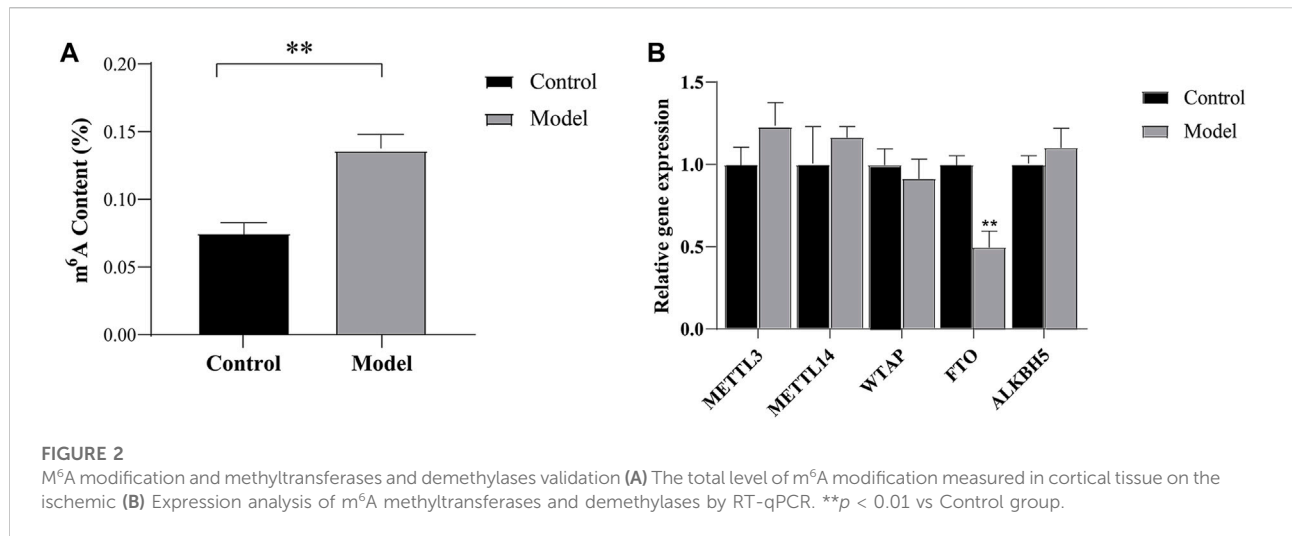 A
**
0.20
0.15
0.10
0.05
0.00
m⁶A Content (%)
Control
Model
Control
Model
B
1.5
1.0
0.5
0.0
Relative gene expression
**
METTL3
METTL14
WTAP
FTO
ALKBH5
Control
Model
FIGURE 2
M⁶A modification and methyltransferases and demethylases validation (A) The total level of m⁶A modification measured in cortical tissue on the
ischemic (B) Expression analysis of m⁶A methyltransferases and demethylases by RT-qPCR. **p < 0.01 vs Control group.